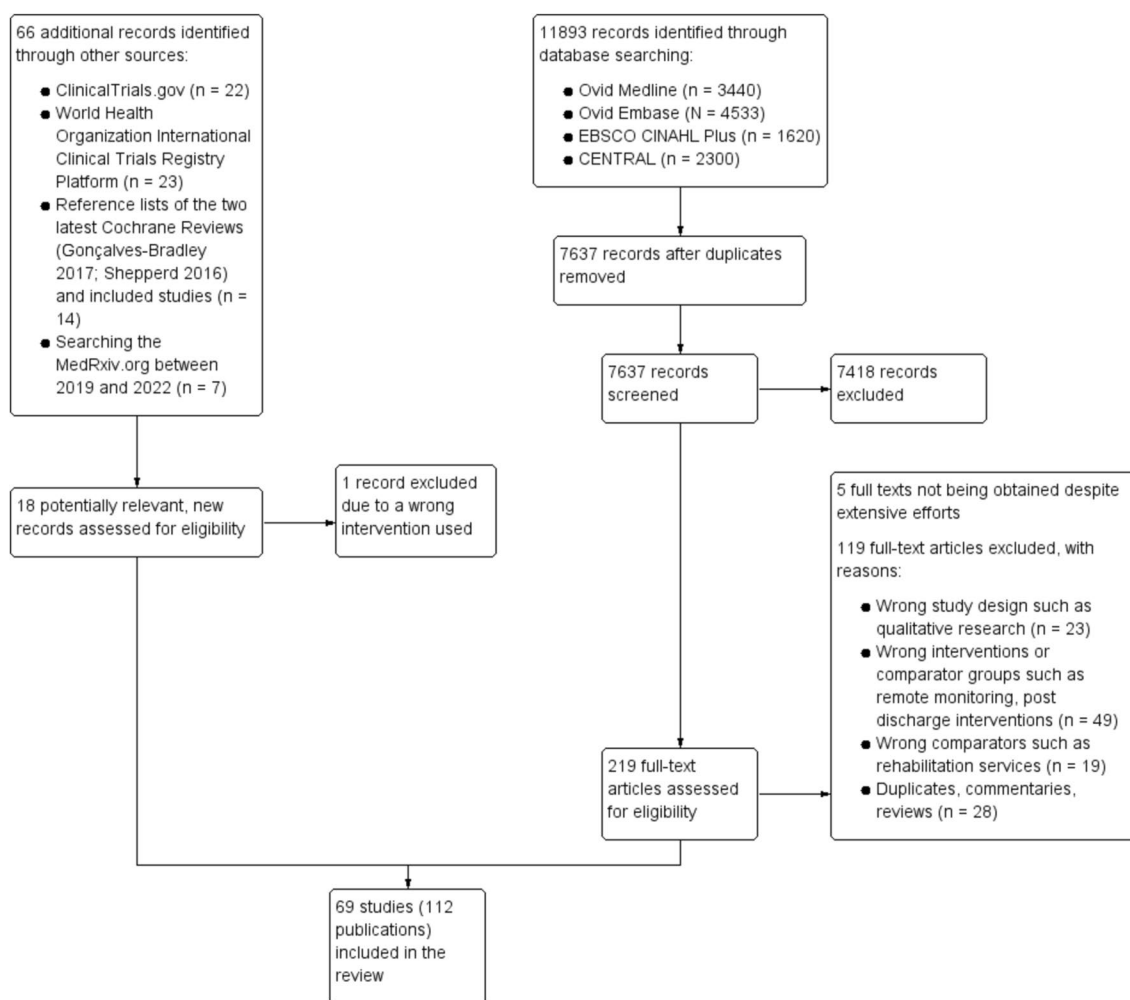 66 additional records identified
through other sources:
● ClinicalTrials.gov (n = 22)
● World Health
Organization International
Clinical Trials Registry
Platform (n = 23)
● Reference lists of the two
latest Cochrane Reviews
(Gonçalves-Bradley
2017; Shepperd 2016)
and included studies (n =
14)
● Searching the
MedRxiv.org between
2019 and 2022 (n = 7)
11893 records identified through
database searching:
● Ovid Medline (n = 3440)
● Ovid Embase (N = 4533)
● EBSCO CINAHL Plus (n = 1620)
● CENTRAL (n = 2300)
7637 records after duplicates
removed
7637 records
screened
7418 records
excluded
18 potentially relevant, new
records assessed for eligibility
1 record excluded
due to a wrong
intervention used
5 full texts not being obtained despite
extensive efforts
119 full-text articles excluded, with
reasons:
● Wrong study design such as
qualitative research (n = 23)
● Wrong interventions or
comparator groups such as
remote monitoring, post
discharge interventions (n = 49)
● Wrong comparators such as
rehabilitation services (n = 19)
● Duplicates, commentaries,
reviews (n = 28)
219 full-text
articles assessed
for eligibility
69 studies (112
publications)
included in the
review